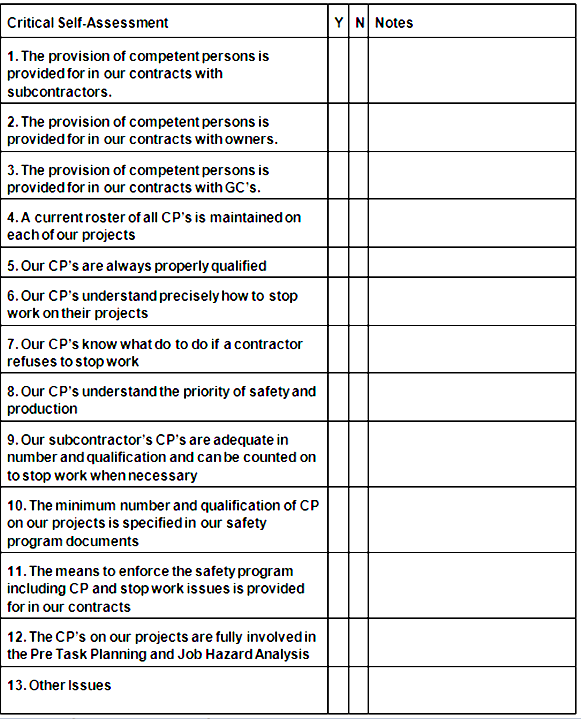 Critical Self-Assessment Y N Notes
1. The provision of competent persons is
provided for in our contracts with
subcontractors.
2. The provision of competent persons is
provided for in our contracts with owners.
3. The provision of competent persons is
provided for in our contracts with GC's.
4. A current roster of all CP's is maintained on
each of our projects
5. Our CP's are always properly qualified
6. Our CP's understand precisely how to stop
work on their projects
7. Our CP's know what do to do if a contractor
refuses to stop work
8. Our CP's understand the priority of safety and
production
9. Our subcontractor's CP's are adequate in
number and qualification and can be counted on
to stop work when necessary
10. The minimum number and qualification of CP
on our projects is specified in our safety
program documents
11. The means to enforce the safety program
including CP and stop work issues is provided
for in our contracts
12. The CP's on our projects are fully involved in
the Pre Task Planning and Job Hazard Analysis
13. Other Issues